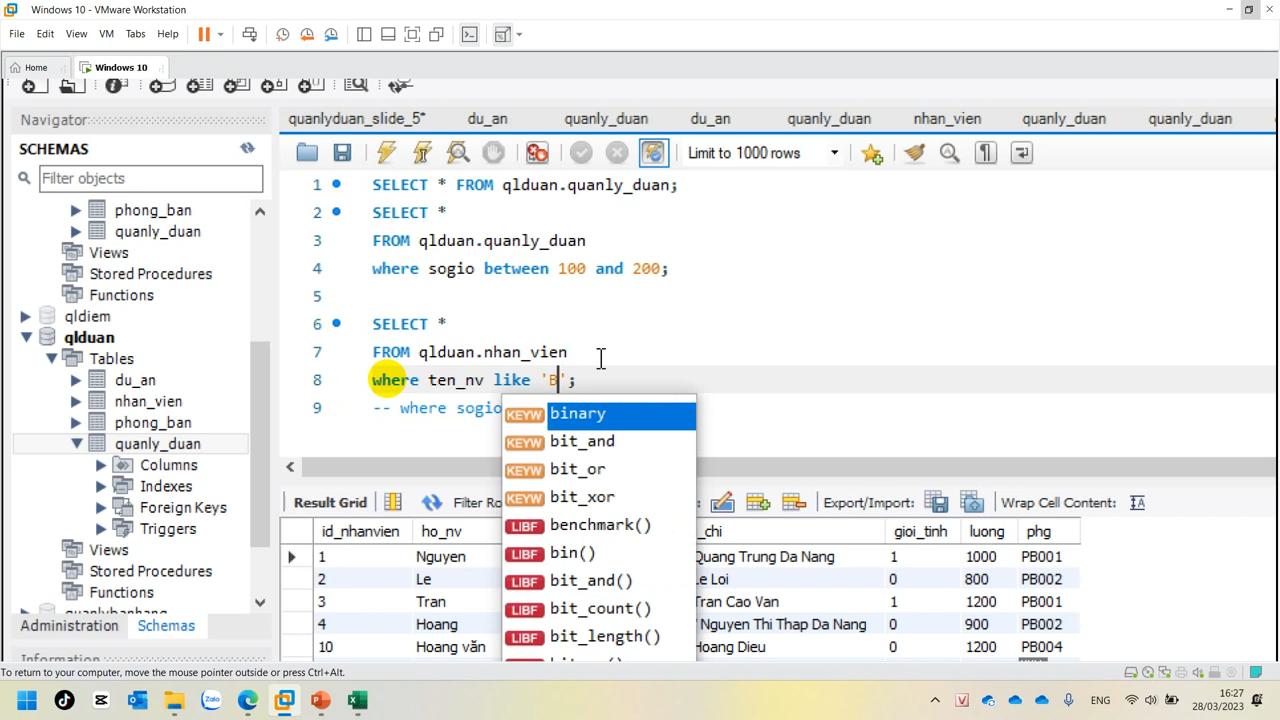 Windows 10 - VMware Workstation
File Edit View VM Tabs Help
Home Windows 10
Navigator quanlyduan_slide_5* du_an quanly_duan du_an quanly_duan nhan_vien quanly_duan quanly_duan
SCHEMAS
Limit to 1000 rows
Filter objects
phong_ban
quanly_duan
Views
Stored Procedures
Functions
qldiem
qlduan
Tables
du_an
nhan_vien
phong_ban
quanly_duan
Columns
Indexes
Foreign Keys
Triggers
Views
Stored Procedures
Functions
quanlybanhang
Administration Schemas
Information
1 SELECT * FROM qlduan.quanly_duan;
2 SELECT *
3 FROM qlduan.quanly_duan
4 where sogio between 100 and 200;
5
6 SELECT *
7 FROM qlduan.nhan_vien
8 where ten_nv like 'B';
9 -- where sogio
KEYW binary
KEYW bit_and
KEYW bit_or
KEYW bit_xor
LIBF benchmark()
LIBF bin()
LIBF bit_and()
LIBF bit_count()
LIBF bit_length()
Result Grid Filter Ro Export/Import: Wrap Cell Content:
id_nhanvien ho_nv _chi gioi_tinh luong phg
1 Nguyen Quang Trung Da Nang 1 1000 PB001
2 Le Le Loi 0 800 PB002
3 Tran Tran Cao Van 1 1200 PB001
4 Hoang Nguyen Thi Thap Da Nang 0 900 PB002
10 Hoang văn Hoang Dieu 0 1200 PB004
To return to your computer, move the mouse pointer outside or press Ctrl+Alt.
Zalo
ENG
16:27
28/03/2023